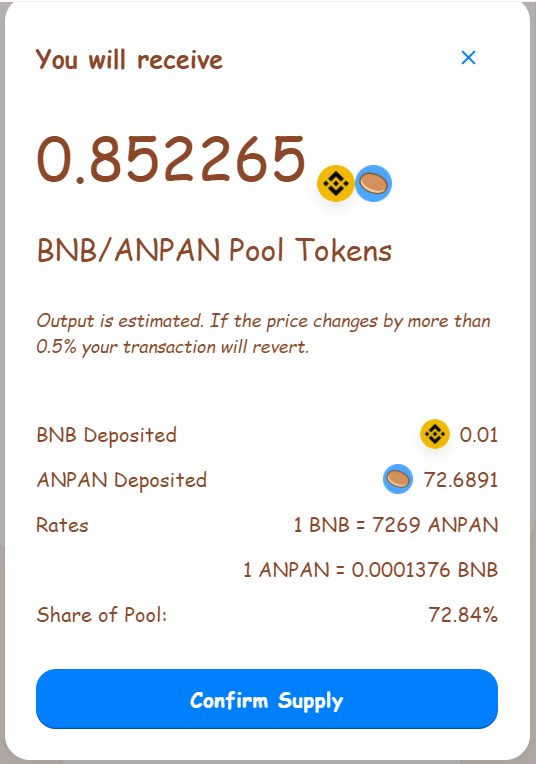 You will receive
0.852265
BNB/ANPAN Pool Tokens
Output is estimated. If the price changes by more than
0.5% your transaction will revert.
BNB Deposited 0.01
ANPAN Deposited 72.6891
Rates 1 BNB = 7269 ANPAN
1 ANPAN = 0.0001376 BNB
Share of Pool: 72.84%
Confirm Supply